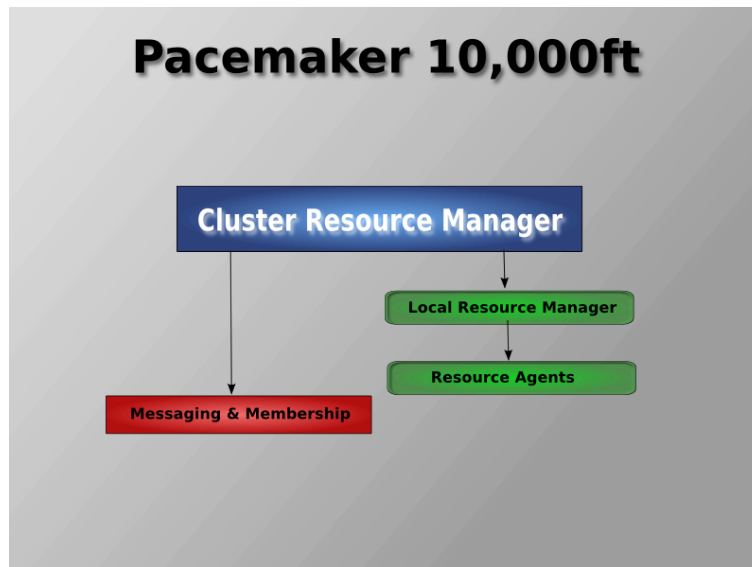 Pacemaker 10,000ft
Cluster Resource Manager
Local Resource Manager
Resource Agents
Messaging & Membership